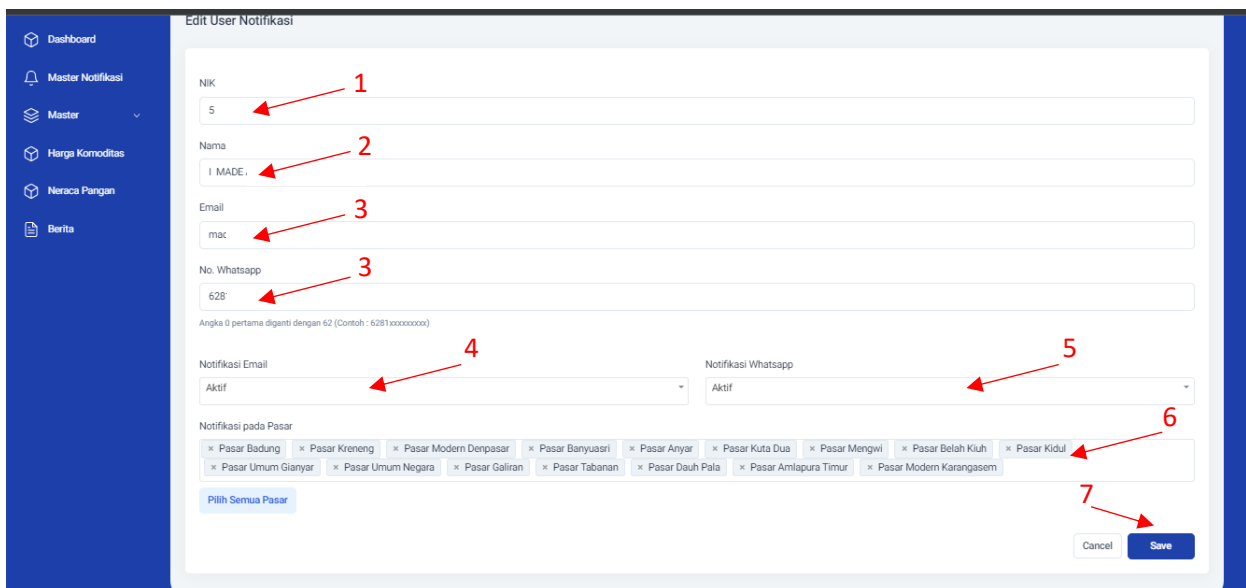 Edit User Notifikasi
Dashboard
Master Notifikasi
Master
Harga Komoditas
Neraca Pangan
Berita
NIK
1
5
Nama
2
I MADE
Email
3
mac
No. Whatsapp
3
628
Angka 0 pertama diganti dengan 62 (Contoh : 6281xxxxxxxxx)
4
5
Notifikasi Email
Notifikasi Whatsapp
Aktif
Aktif
Notifikasi pada Pasar
6
× Pasar Badung × Pasar Kreneng × Pasar Modern Denpasar × Pasar Banyuasri × Pasar Anyar × Pasar Kuta Dua × Pasar Mengwi × Pasar Belah Kiuh × Pasar Kidul
× Pasar Umum Gianyar × Pasar Umum Negara × Pasar Galiran × Pasar Tabanan × Pasar Dauh Pala × Pasar Amlapura Timur × Pasar Modern Karangasem
Pilih Semua Pasar
7
Cancel Save